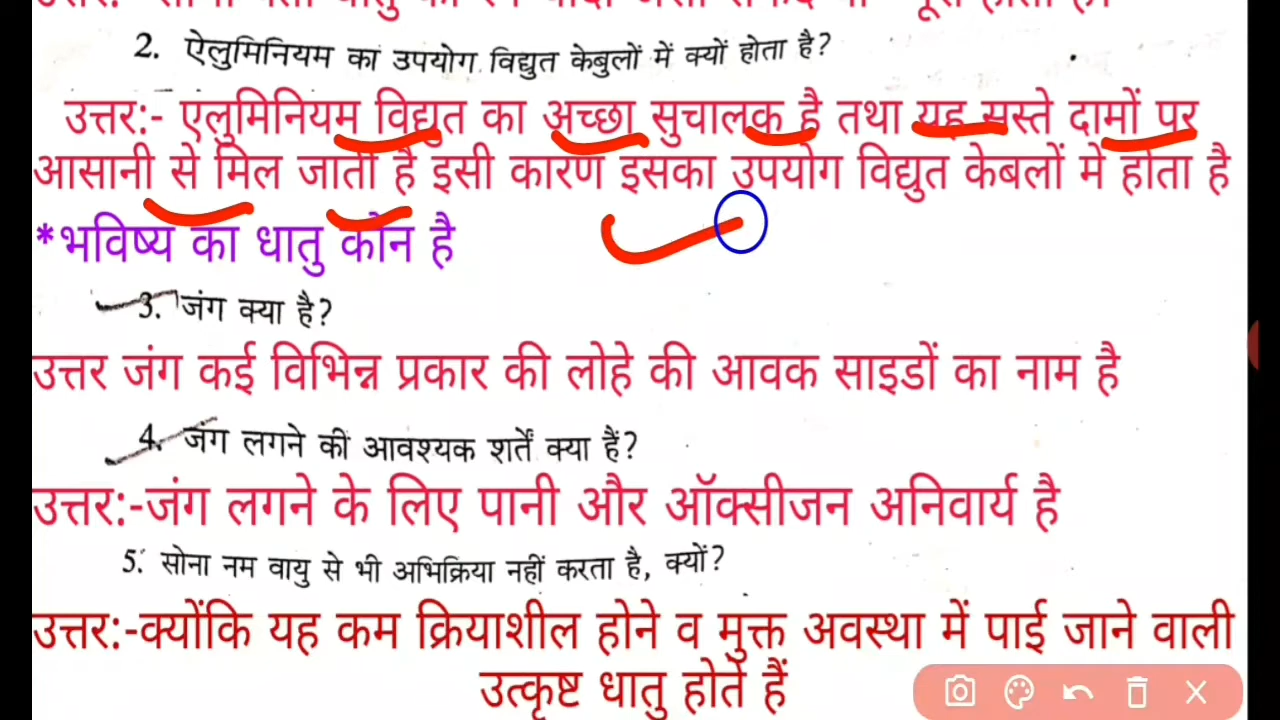 2. ऐलुमिनियम का उपयोग विद्युत केबुलों में क्यों होता है?
उत्तर:- एलुमिनियम विद्युत का अच्छा सुचालक है तथा यह सस्ते दामों पर
आसानी से मिल जाती है इसी कारण इसका उपयोग विद्युत केबलों मे होता है
*भविष्य का धातु कौन है
3. जंग क्या है?
उत्तर जंग कई विभिन्न प्रकार की लोहे की आवक साइडों का नाम है
4. जंग लगने की आवश्यक शर्तें क्या हैं?
उत्तर:-जंग लगने के लिए पानी और ऑक्सीजन अनिवार्य है
5. सोना नम वायु से भी अभिक्रिया नहीं करता है, क्यों?
उत्तर:-क्योंकि यह कम क्रियाशील होने व मुक्त अवस्था में पाई जाने वाली
उत्कृष्ट धातु होते हैं